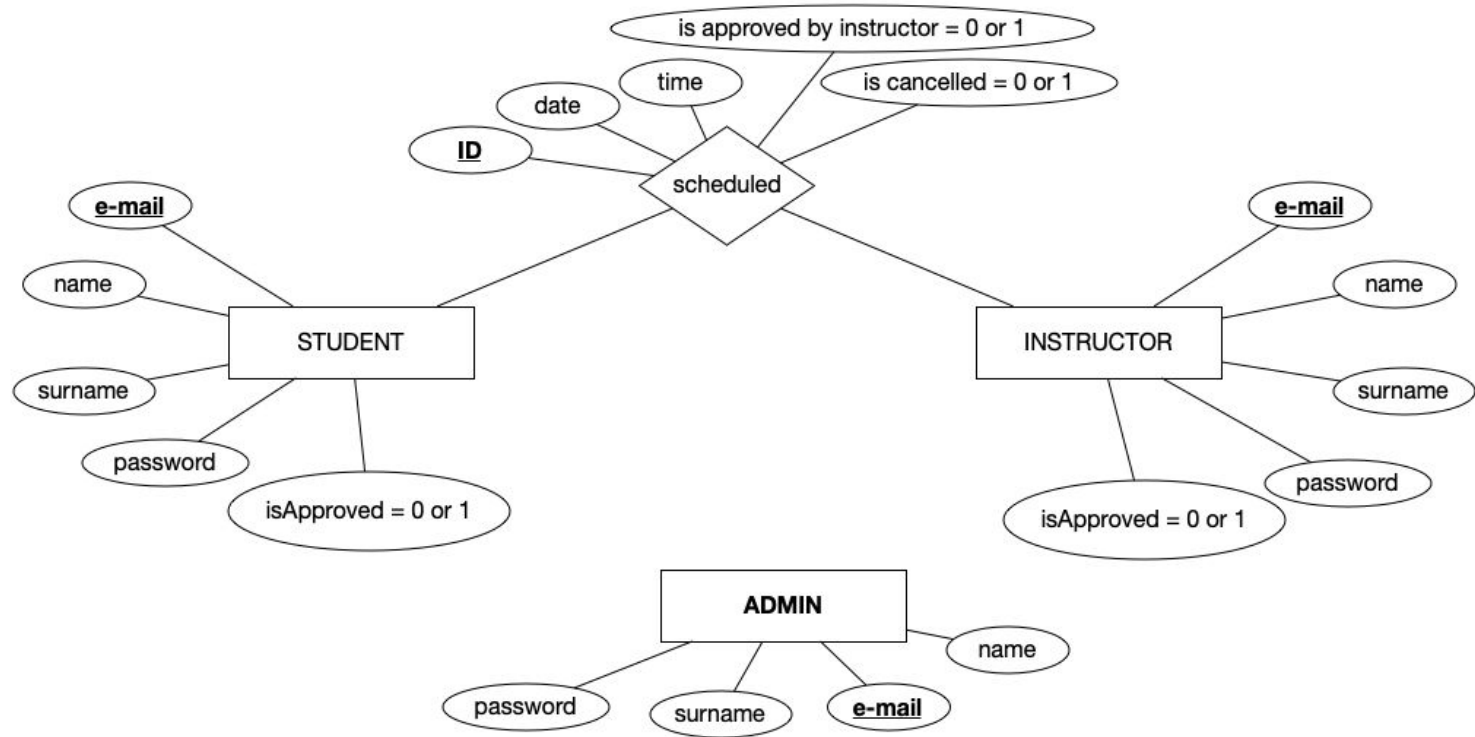 is approved by instructor = 0 or 1
time
is cancelled = 0 or 1
date
ID
scheduled
e-mail
e-mail
name
name
STUDENT
INSTRUCTOR
surname
surname
password
password
isApproved = 0 or 1
isApproved = 0 or 1
ADMIN
name
password
surname
e-mail